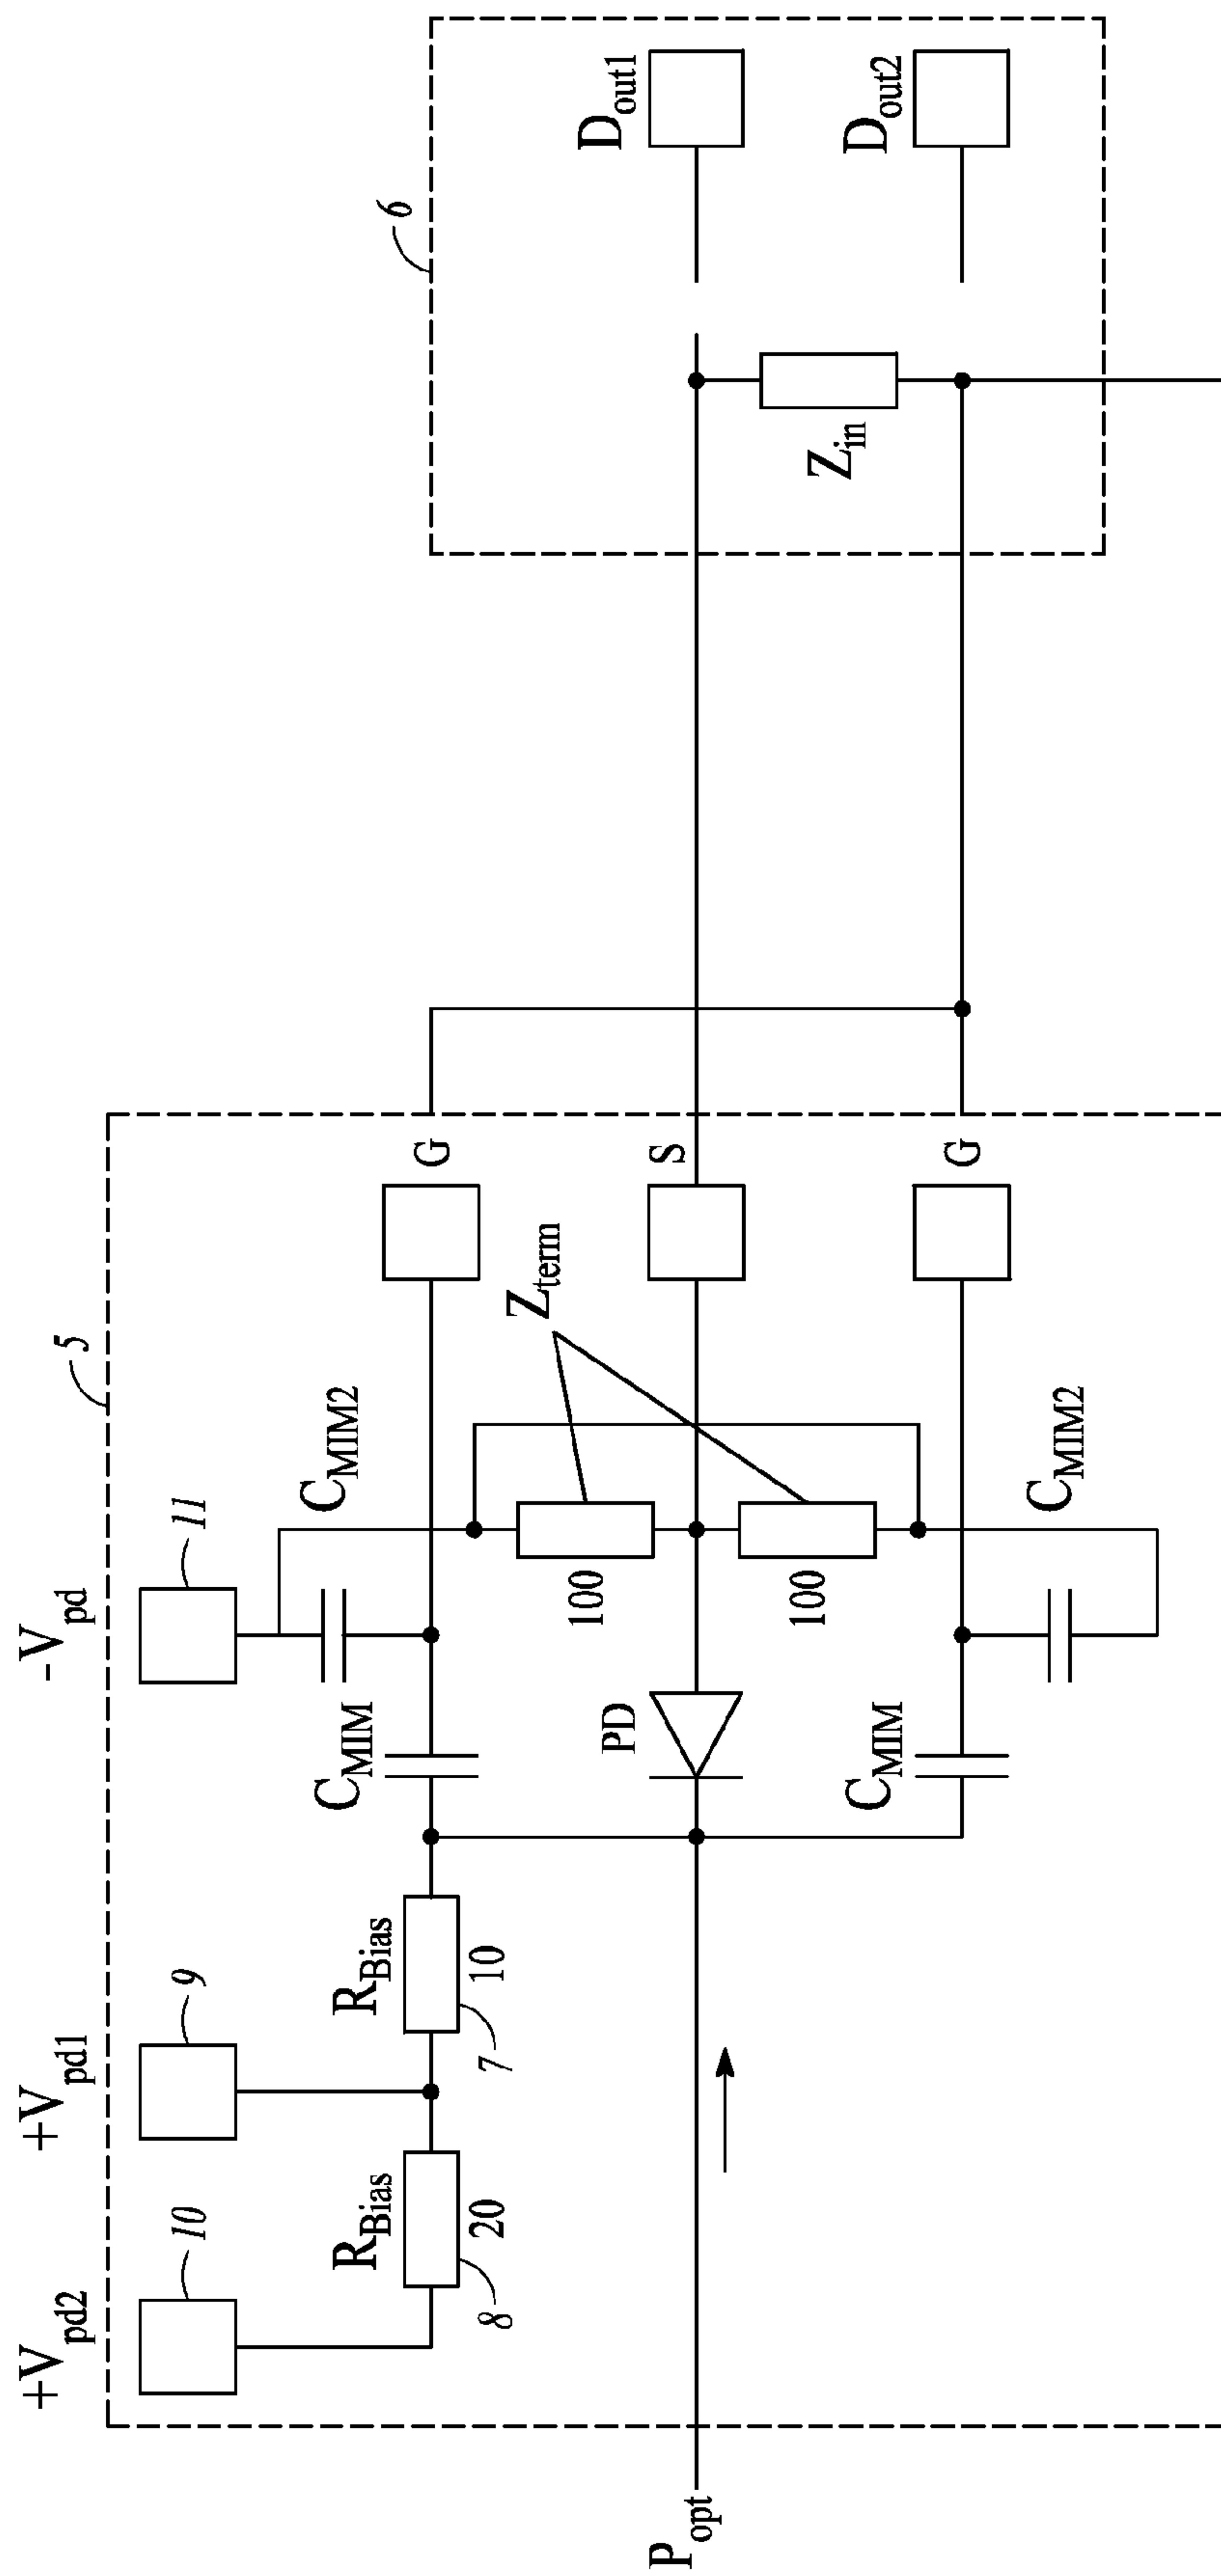 +Vpd2
+Vpd1
-Vpd
10
9
11
5
6
RBias
20
8
RBias
10
7
CMIM
CMIM2
G
Popt
PD
100
100
Zterm
S
CMIM
CMIM2
G
Zin
Dout1
Dout2